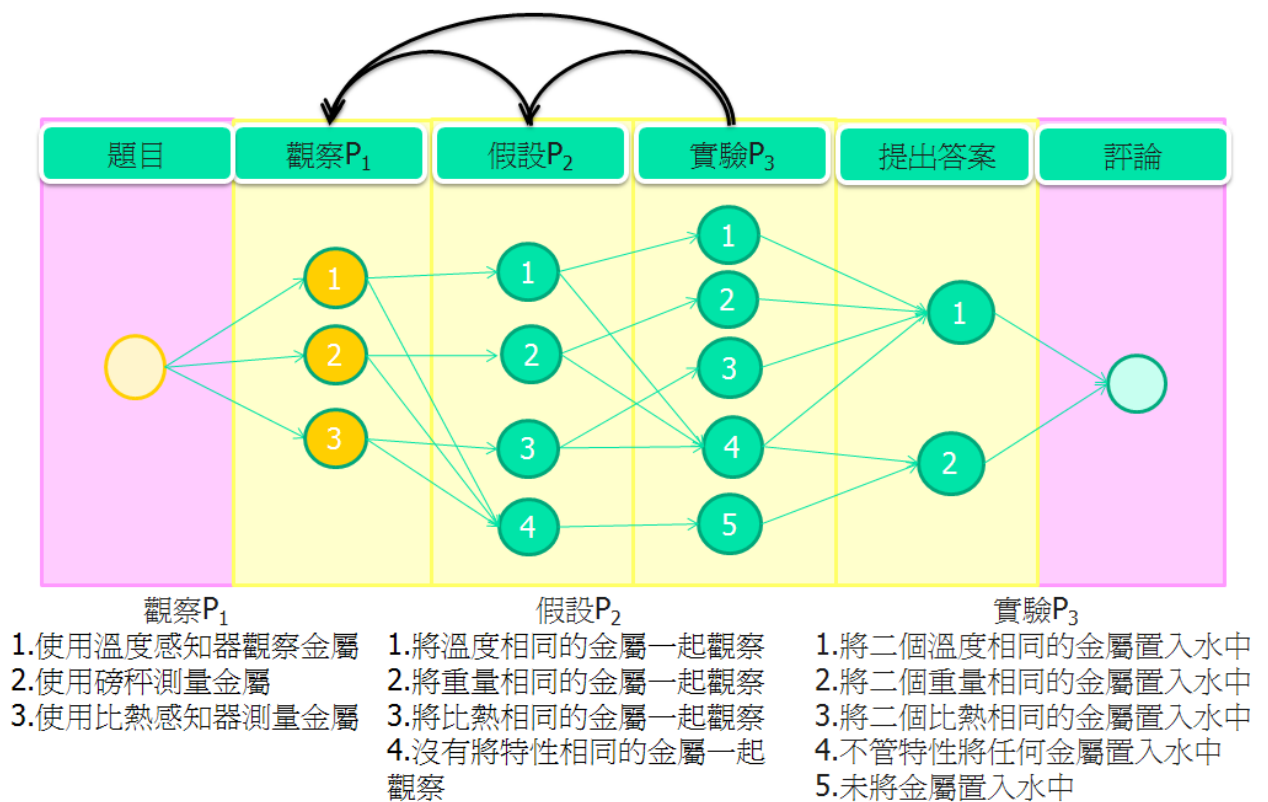 題目
觀察P1
假設P2
實驗P3
提出答案
評論
1
2
3
1
2
3
4
1
2
3
4
5
1
2
觀察P1
1.使用溫度感知器觀察金屬
2.使用磅秤測量金屬
3.使用比熱感知器測量金屬
假設P2
1.將溫度相同的金屬一起觀察
2.將重量相同的金屬一起觀察
3.將比熱相同的金屬一起觀察
4.沒有將特性相同的金屬一起
觀察
實驗P3
1.將二個溫度相同的金屬置入水中
2.將二個重量相同的金屬置入水中
3.將二個比熱相同的金屬置入水中
4.不管特性將任何金屬置入水中
5.未將金屬置入水中